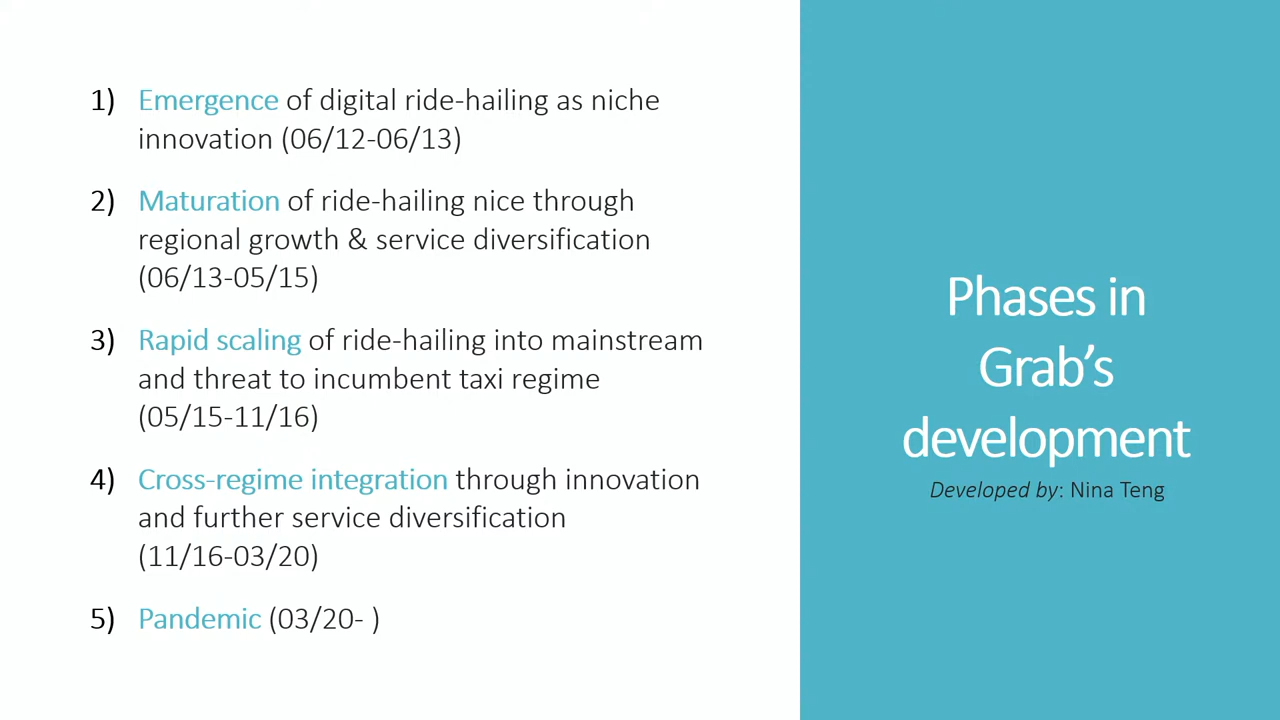 1) Emergence of digital ride-hailing as niche
innovation (06/12-06/13)
2) Maturation of ride-hailing nice through
regional growth & service diversification
(06/13-05/15)
3) Rapid scaling of ride-hailing into mainstream
and threat to incumbent taxi regime
(05/15-11/16)
4) Cross-regime integration through innovation
and further service diversification
(11/16-03/20)
5) Pandemic (03/20- )
Phases in
Grab’s
development
Developed by: Nina Teng